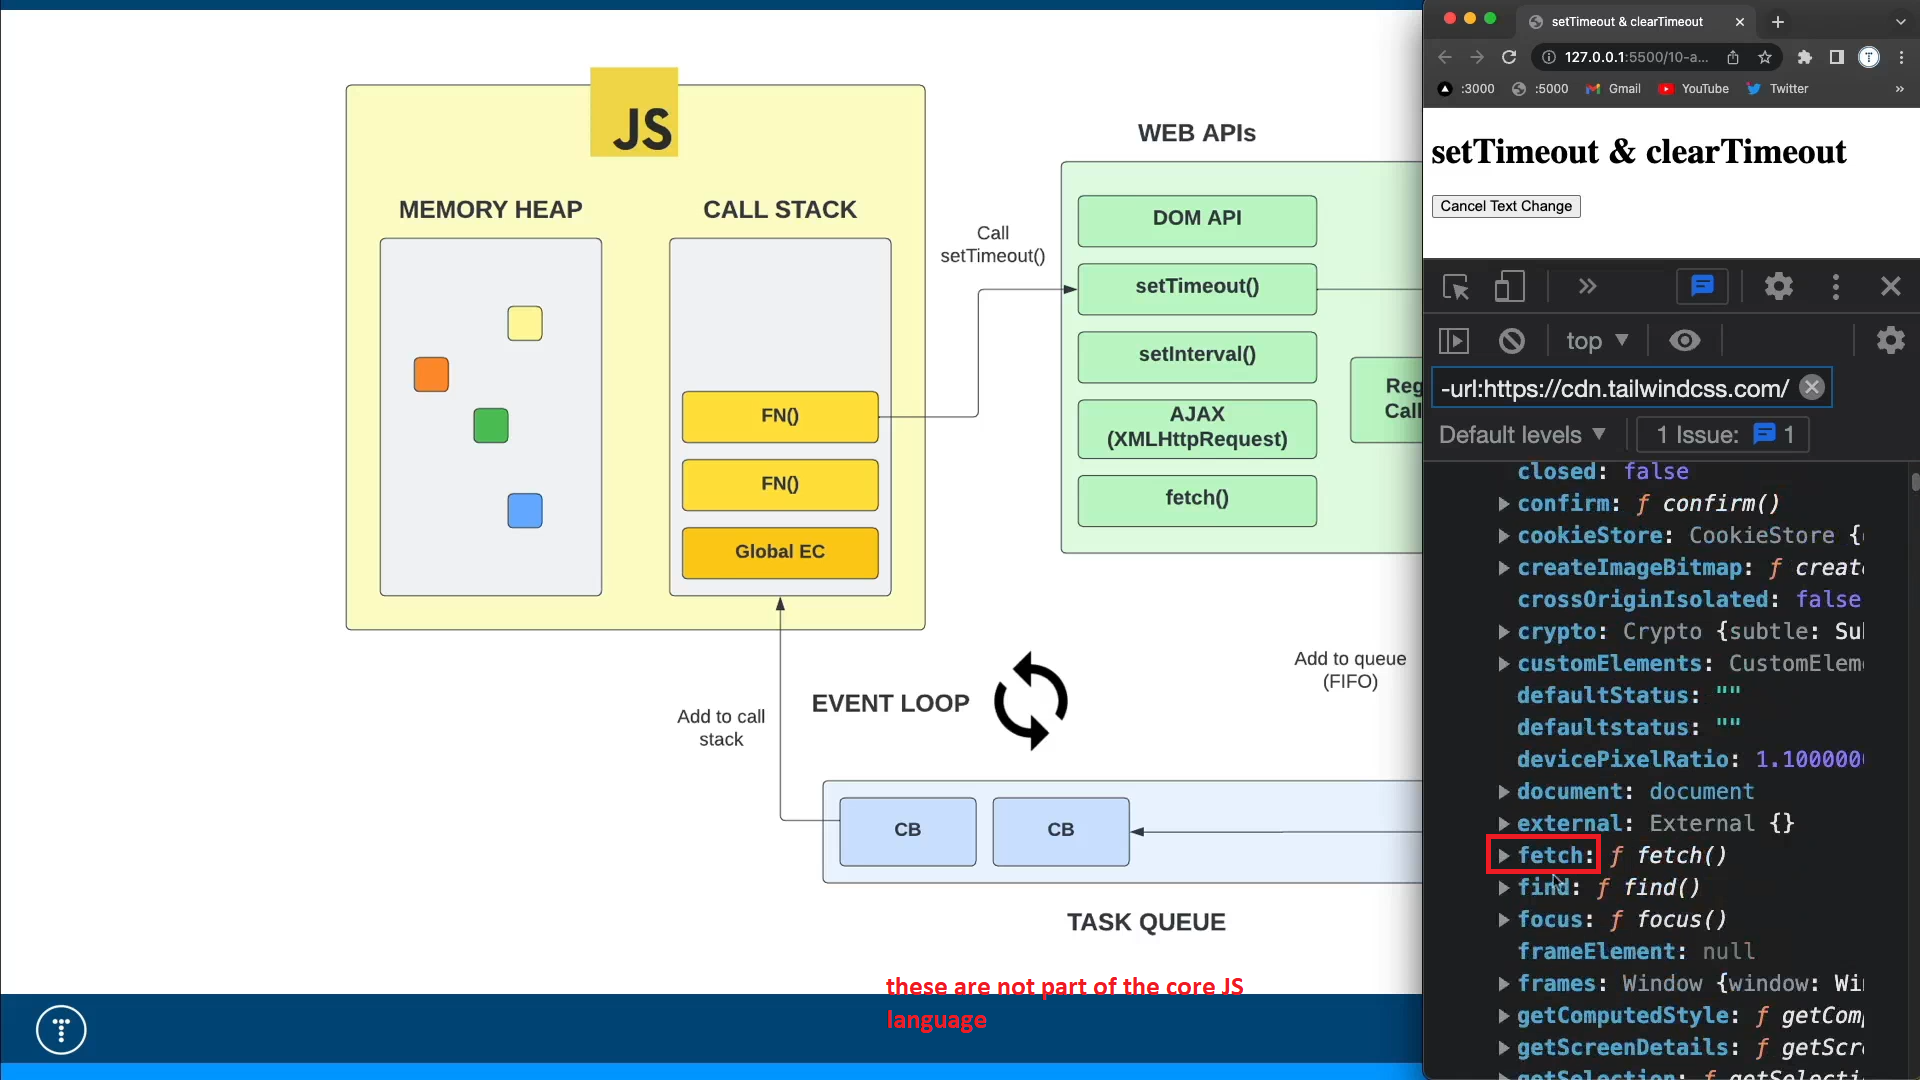 JS
MEMORY HEAP
CALL STACK
FN()
FN()
Global EC
Call
setTimeout()
WEB APIs
DOM API
setTimeout()
setInterval()
AJAX
(XMLHttpRequest)
fetch()
Reg
Call
Add to call
stack
EVENT LOOP
Add to queue
(FIFO)
CB
CB
TASK QUEUE
these are not part of the core JS
language
setTimeout & clearTimeout
127.0.0.1:5500/10-a...
:3000
:5000
Gmail
YouTube
Twitter
»
setTimeout & clearTimeout
Cancel Text Change
top
-url:https://cdn.tailwindcss.com/
Default levels
1 Issue: 1
closed: false
confirm: ƒ confirm()
cookieStore: CookieStore {
createImageBitmap: ƒ creat
crossOriginIsolated: false
crypto: Crypto {subtle: Su
customElements: CustomElem
defaultStatus: ""
defaultstatus: ""
devicePixelRatio: 1.1000000
document: document
external: External {}
fetch: ƒ fetch()
find: ƒ find()
focus: ƒ focus()
frameElement: null
frames: Window {window: Wi
getComputedStyle: ƒ getCom
getScreenDetails: ƒ getScr
getSelection: ƒ getSelecti